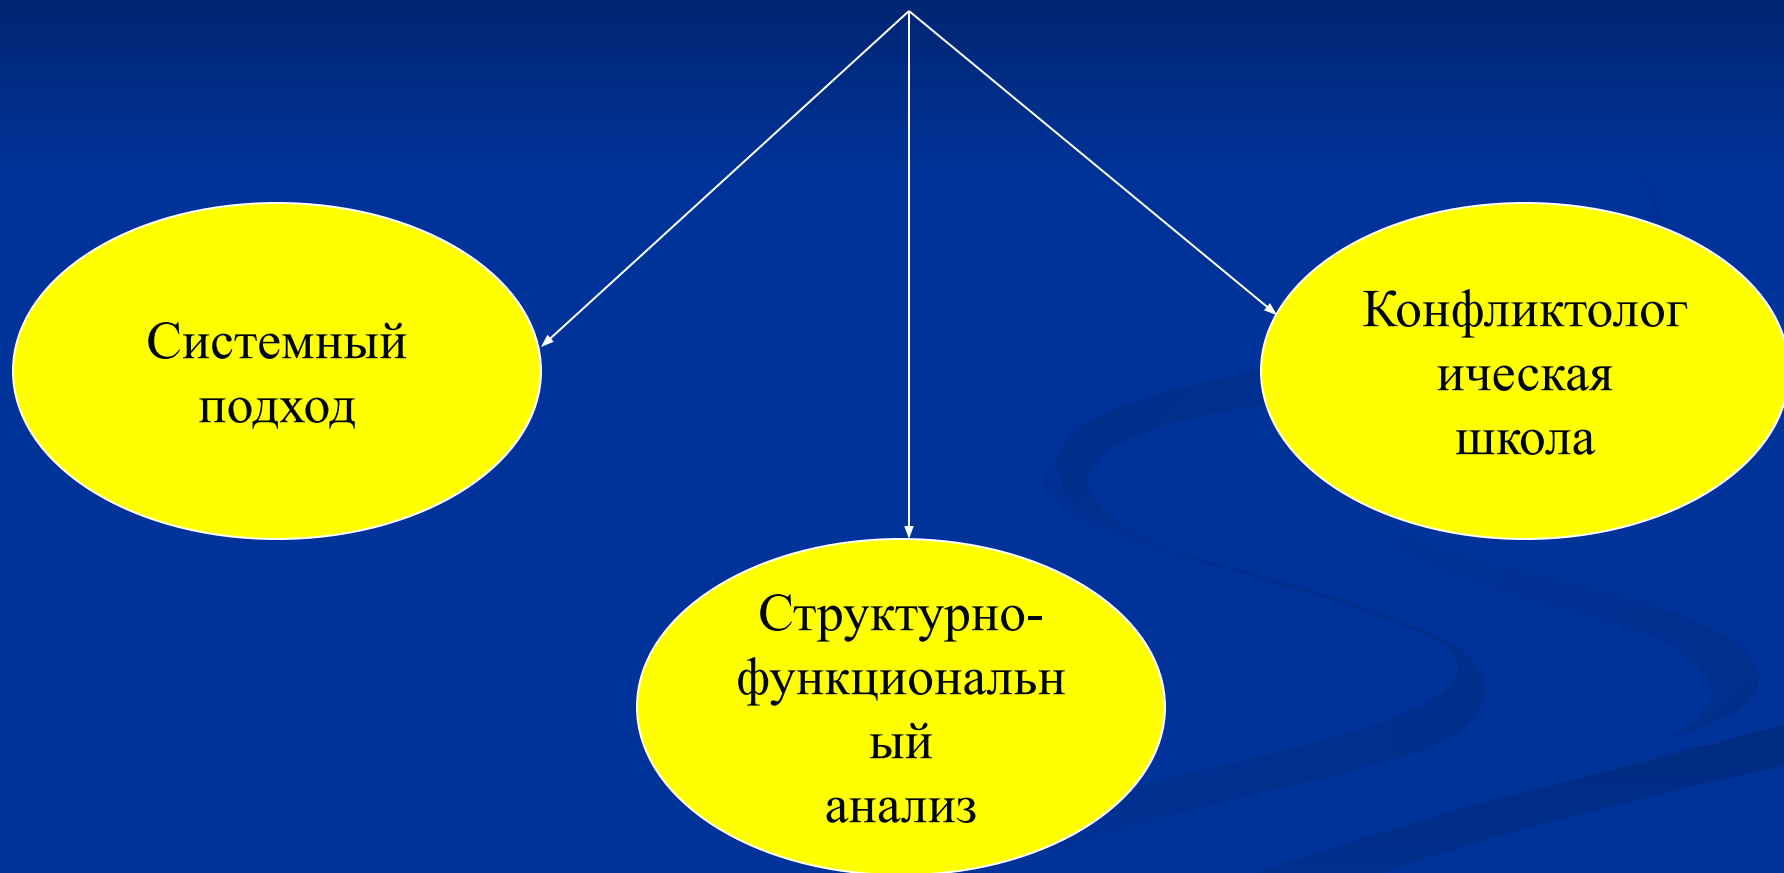 Системный
подход
Конфликтолог
ическая
школа
Структурно-
функциональн
ый
анализ